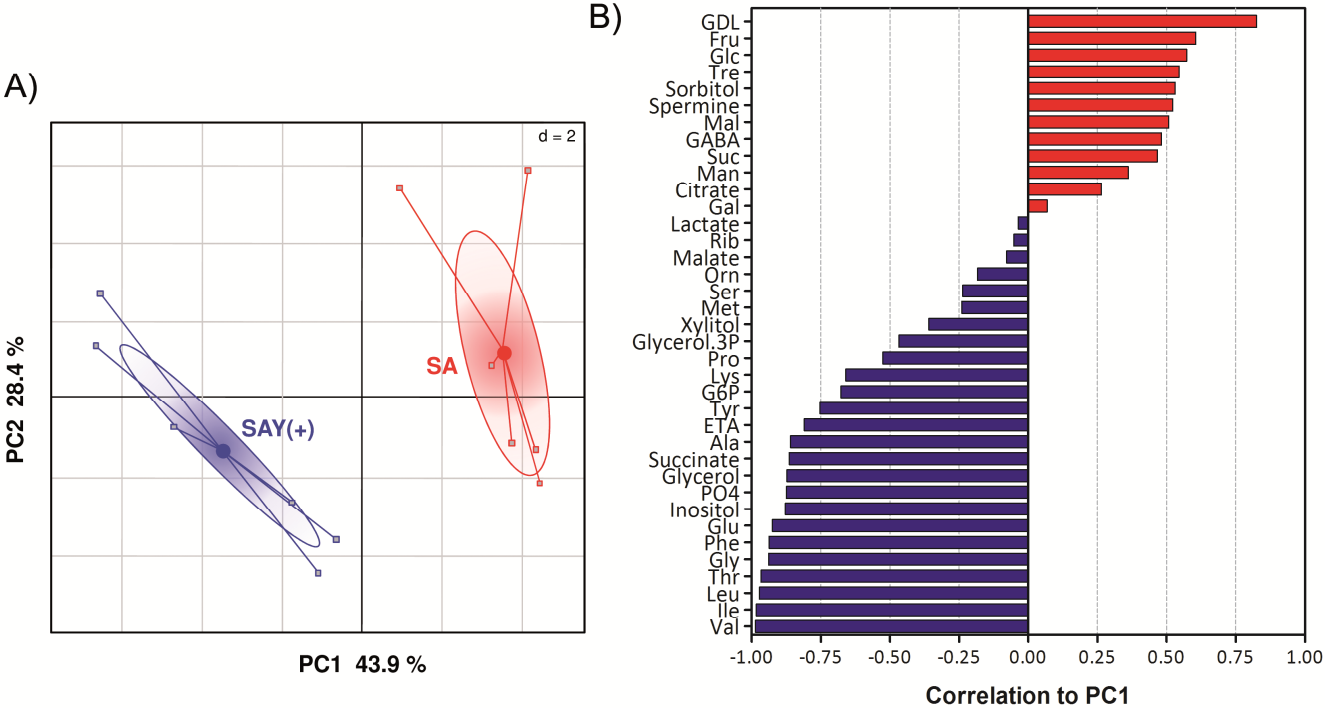 A)
d = 2
SA
SAY(+)
PC2 28.4 %
PC1 43.9 %
B)
GDL
Fru
Glc
Tre
Sorbitol
Spermine
Mal
GABA
Suc
Man
Citrate
Gal
Lactate
Rib
Malate
Orn
Ser
Met
Xylitol
Glycerol.3P
Pro
Lys
G6P
Tyr
ETA
Ala
Succinate
Glycerol
PO4
Inositol
Glu
Phe
Gly
Thr
Leu
Ile
Val
-1.00 -0.75 -0.50 -0.25 0.00 0.25 0.50 0.75 1.00
Correlation to PC1